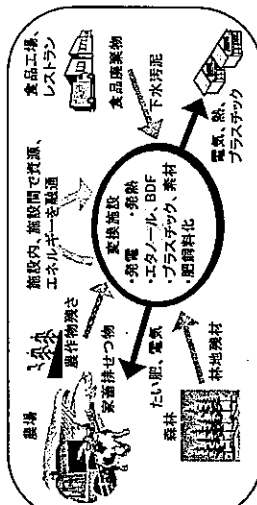 農場
農作物残さ
家畜排せつ物
たい肥、電気
森林
林地残材
施設内、施設間で資源、
エネルギーを融通
変換施設
・発電　・発熱
・エタノール、BDF
・プラスチック、素材
・肥飼料化
食品工場、
レストラン
食品廃棄物
下水汚泥
電気、熱、
プラスチック